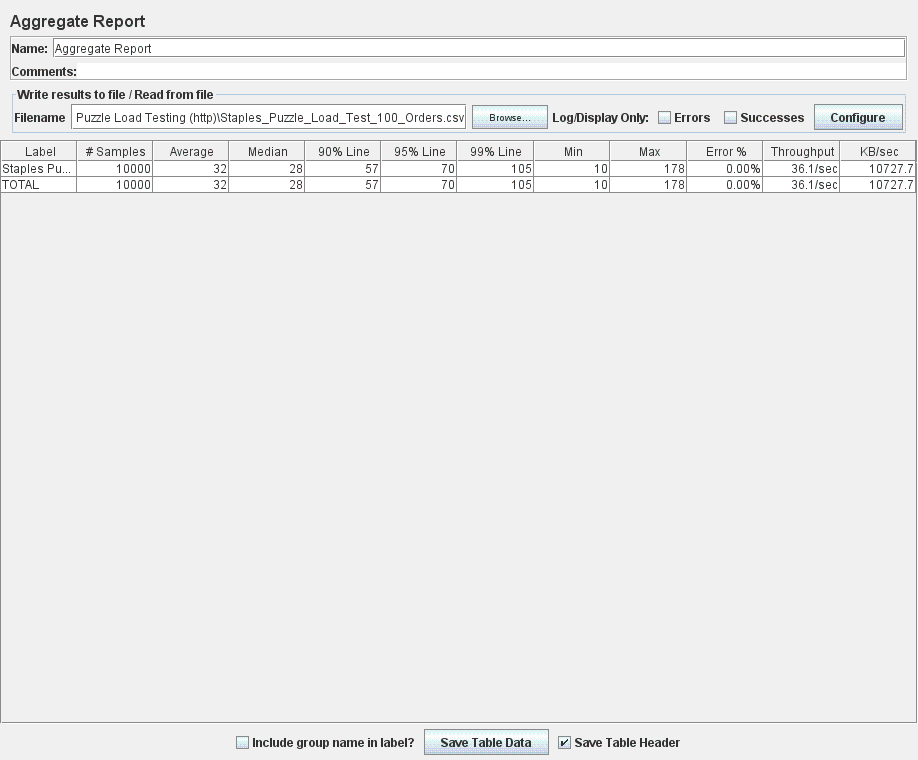 Aggregate Report
Name: Aggregate Report
Comments:
Write results to file / Read from file
Filename Puzzle Load Testing (http)\Staples_Puzzle_Load_Test_100_Orders.csv Browse... Log/Display Only: Errors Successes Configure
Label # Samples Average Median 90% Line 95% Line 99% Line Min Max Error % Throughput KB/sec
Staples Pu... 10000 32 28 57 70 105 10 178 0.00% 36.1/sec 10727.7
TOTAL 10000 32 28 57 70 105 10 178 0.00% 36.1/sec 10727.7
Include group name in label? Save Table Data Save Table Header